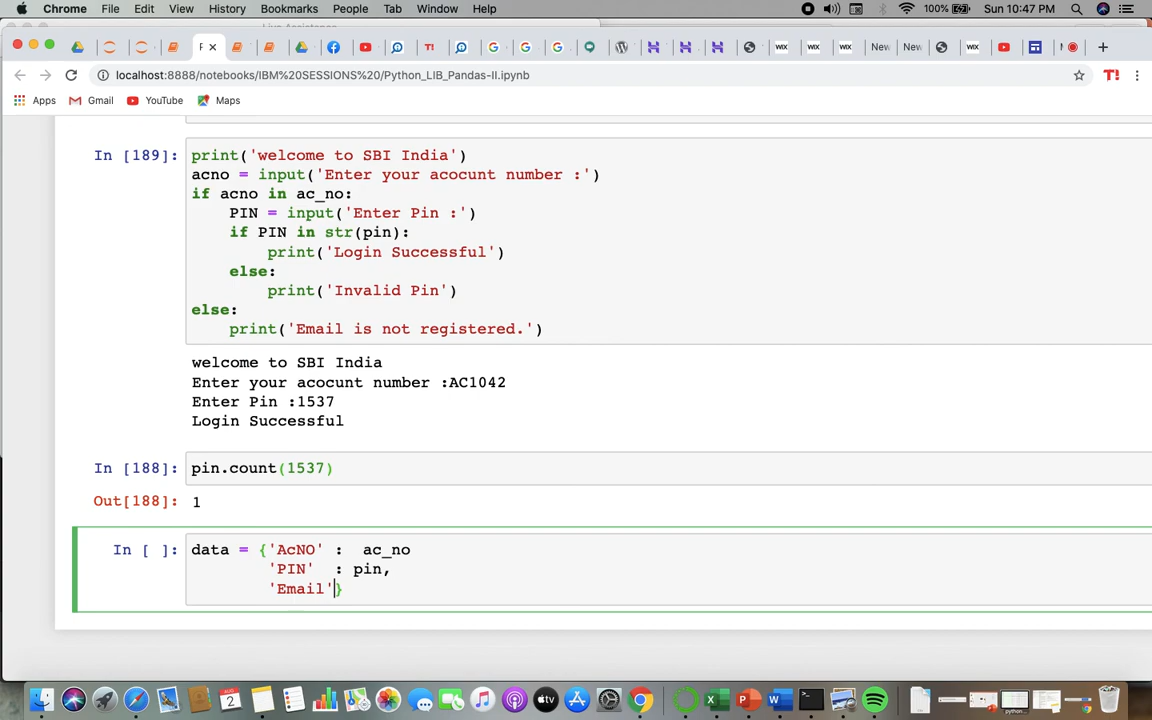 Chrome File Edit View History Bookmarks People Tab Window Help 100% Sun 10:47 PM
localhost:8888/notebooks/IBM%20SESSIONS%20/Python_LIB_Pandas-II.ipynb
Apps Gmail YouTube Maps
In [189]: print('welcome to SBI India')
acno = input('Enter your acocunt number :')
if acno in ac_no:
PIN = input('Enter Pin :')
if PIN in str(pin):
print('Login Successful')
else:
print('Invalid Pin')
else:
print('Email is not registered.')
welcome to SBI India
Enter your acocunt number :AC1042
Enter Pin :1537
Login Successful
In [188]: pin.count(1537)
Out[188]: 1
In [ ]: data = {'AcNO' : ac_no
'PIN' : pin,
'Email'}